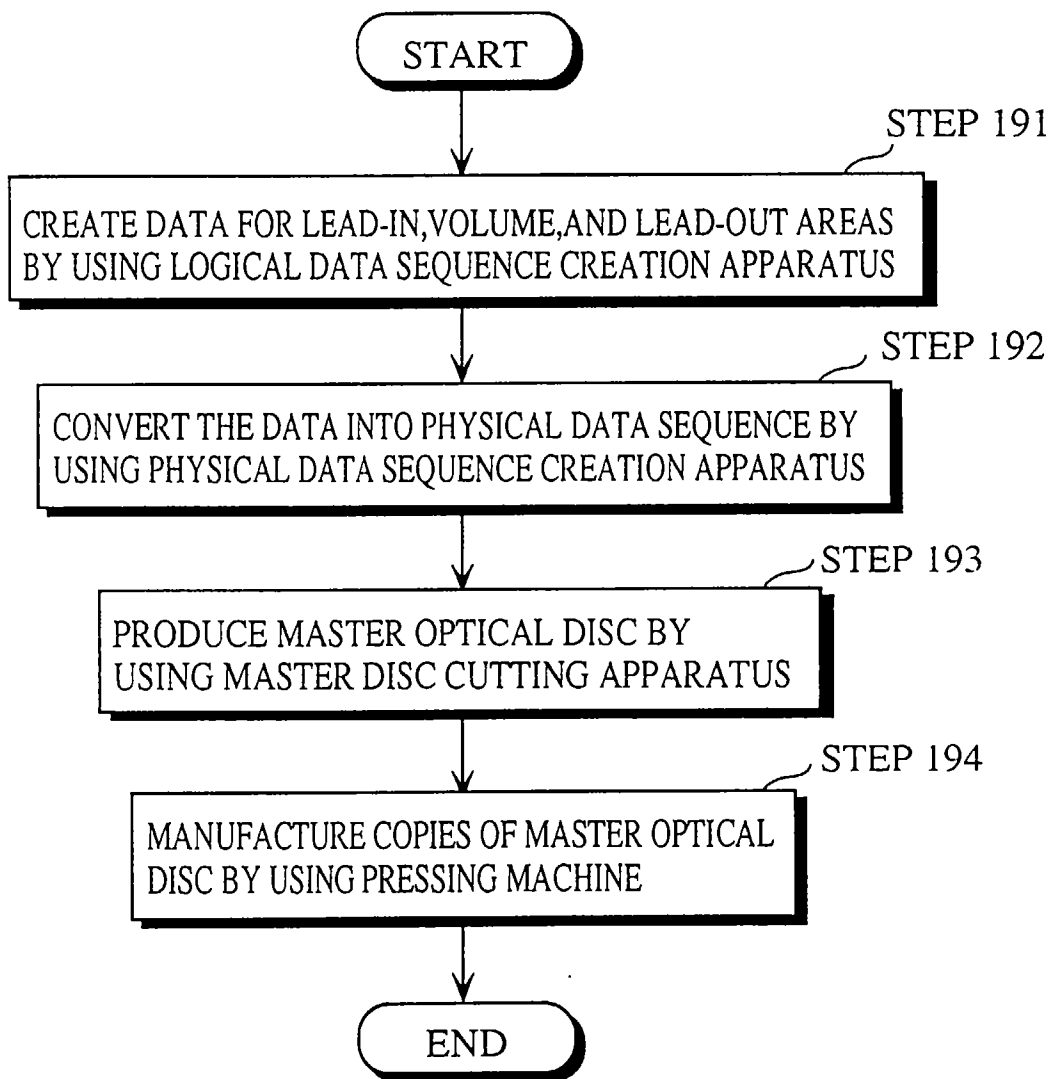 START
STEP 191
CREATE DATA FOR LEAD-IN,VOLUME,AND LEAD-OUT AREAS
BY USING LOGICAL DATA SEQUENCE CREATION APPARATUS
STEP 192
CONVERT THE DATA INTO PHYSICAL DATA SEQUENCE BY
USING PHYSICAL DATA SEQUENCE CREATION APPARATUS
STEP 193
PRODUCE MASTER OPTICAL DISC BY
USING MASTER DISC CUTTING APPARATUS
STEP 194
MANUFACTURE COPIES OF MASTER OPTICAL
DISC BY USING PRESSING MACHINE
END